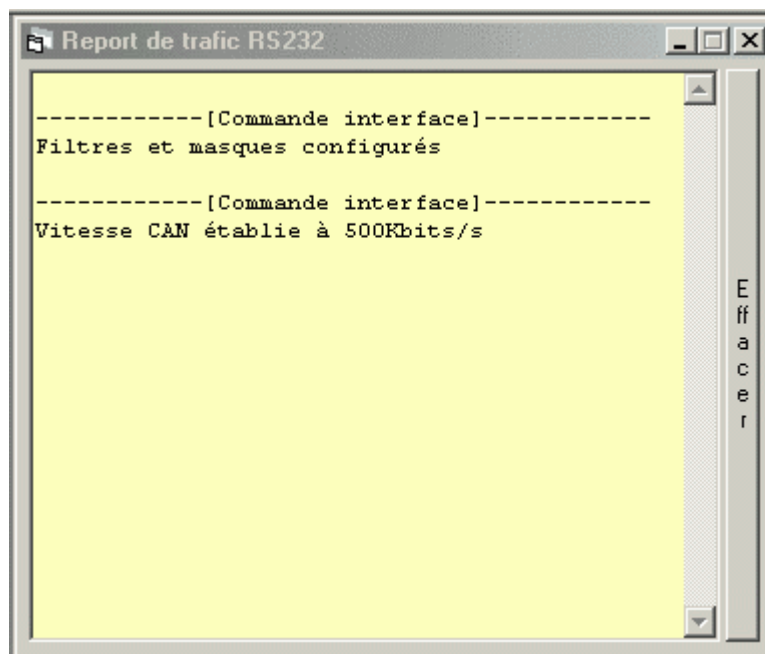 Report de trafic RS232
------------[Commande interface]------------
Filtres et masques configurés
------------[Commande interface]------------
Vitesse CAN établie à 500Kbits/s
Effacer